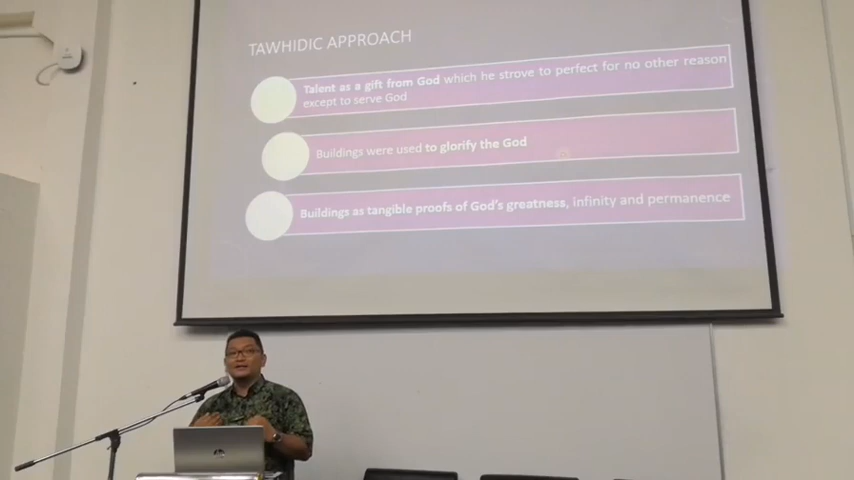 TAWHIDIC APPROACH
Talent as a gift from God which he strove to perfect for no other reason
except to serve God
Buildings were used to glorify the God
Buildings as tangible proofs of God's greatness, infinity and permanence
hp